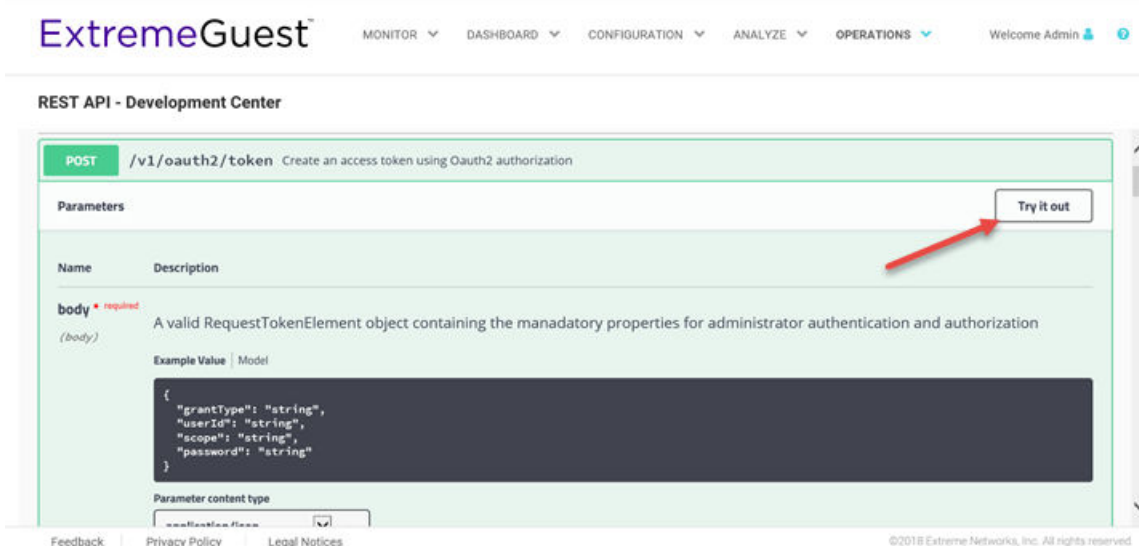 ExtremeGuest™ MONITOR DASHBOARD CONFIGURATION ANALYZE OPERATIONS Welcome Admin ?
REST API - Development Center
POST /v1/oauth2/token Create an access token using Oauth2 authorization
Parameters Try it out
Name Description
body * required
(body)
A valid RequestTokenElement object containing the manadatory properties for administrator authentication and authorization
Example Value | Model
{
"grantType": "string",
"userId": "string",
"scope": "string",
"password": "string"
}
Parameter content type
application/json
Feedback Privacy Policy Legal Notices ©2018 Extreme Networks, Inc. All rights reserved.